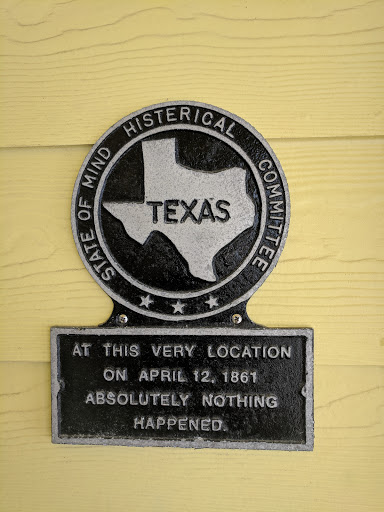 STATE OF MIND HISTERICAL COMMITTEE
TEXAS
AT THIS VERY LOCATION
ON APRIL 12, 1861
ABSOLUTELY NOTHING
HAPPENED.